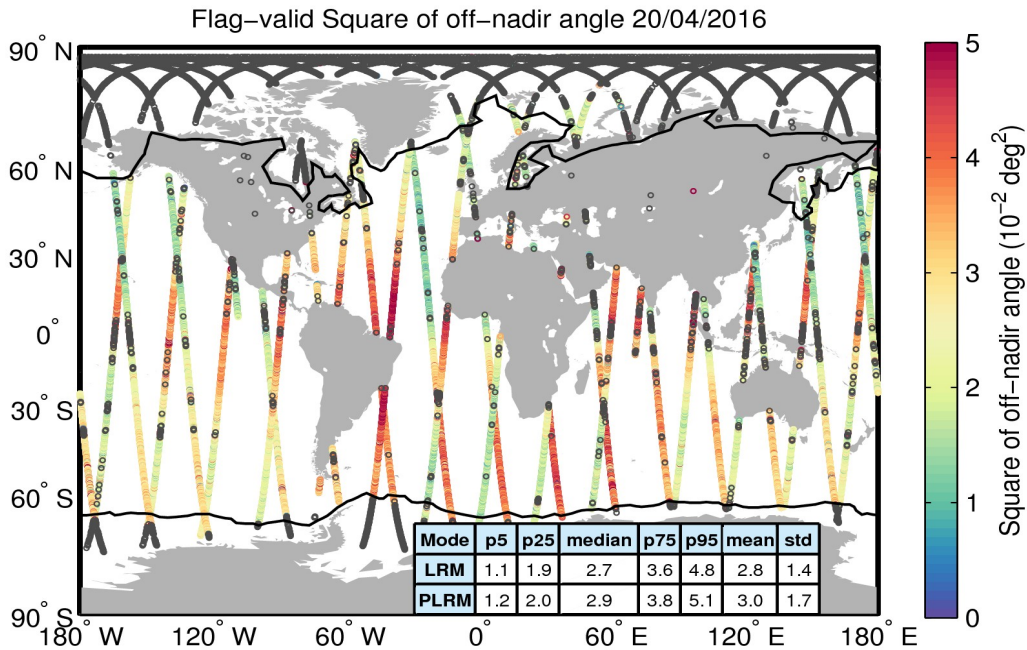 Flag−valid Square of off−nadir angle 20/04/2016
90° N
60° N
30° N
0°
30° S
60° S
90° S
180° W
120° W
60° W
0°
60° E
120° E
180° E
Mode p5 p25 median p75 p95 mean std
LRM 1.1 1.9 2.7 3.6 4.8 2.8 1.4
PLRM 1.2 2.0 2.9 3.8 5.1 3.0 1.7
5
4
3
2
1
0
Square of off−nadir angle (10−2 deg2)